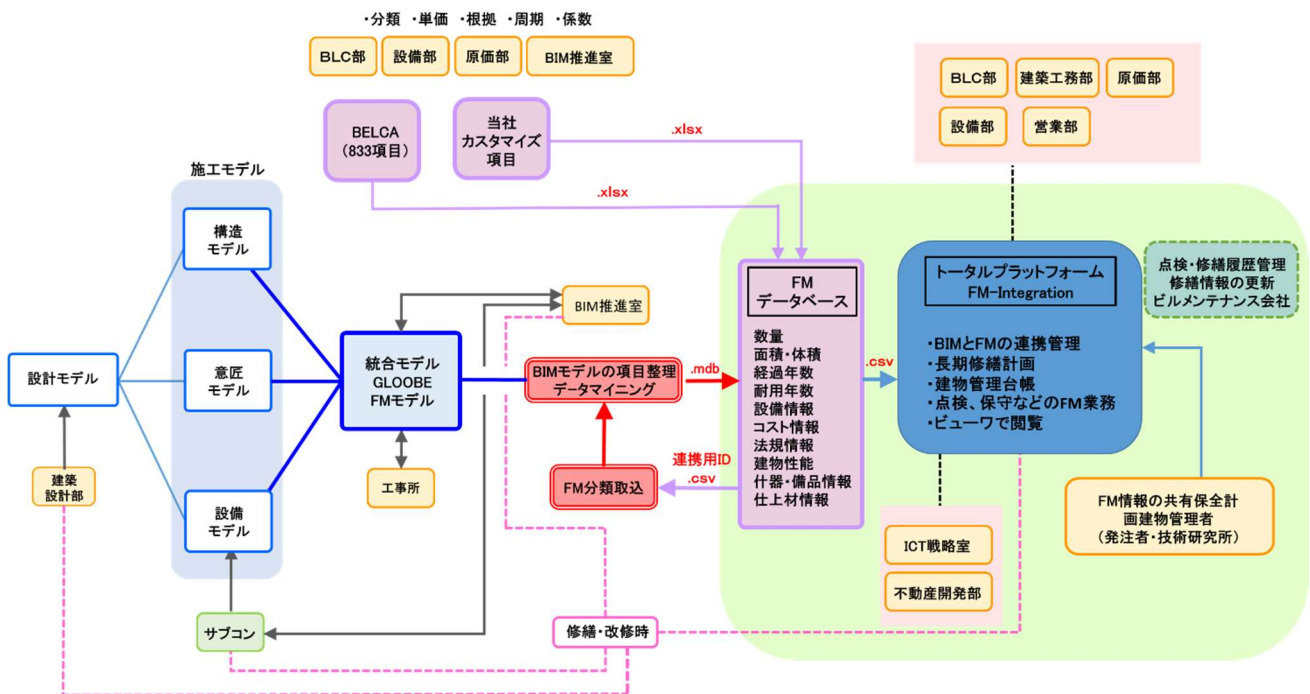 ・分類 ・単価 ・根拠 ・周期 ・係数
BLC部
設備部
原価部
BIM推進室
BELCA
(833項目)
当社
カスタマイズ
項目
.xlsx
.xlsx
BLC部
建築工務部
原価部
設備部
営業部
施工モデル
構造
モデル
意匠
モデル
設備
モデル
設計モデル
建築
設計部
サブコン
統合モデル
GLOOBE
FMモデル
工事所
BIM推進室
BIMモデルの項目整理
データマイニング
FM分類取込
.mdb
連携用ID
.csv
FM
データベース
数量
面積・体積
経過年数
耐用年数
設備情報
コスト情報
法規情報
建物性能
什器・備品情報
仕上材情報
.csv
トータルプラットフォーム
FM-Integration
・BIMとFMの連携管理
・長期修繕計画
・建物管理台帳
・点検、保守などのFM業務
・ビューワで閲覧
点検・修繕履歴管理
修繕情報の更新
ビルメンテナンス会社
FM情報の共有保全計
画建物管理者
(発注者・技術研究所)
ICT戦略室
不動産開発部
修繕・改修時